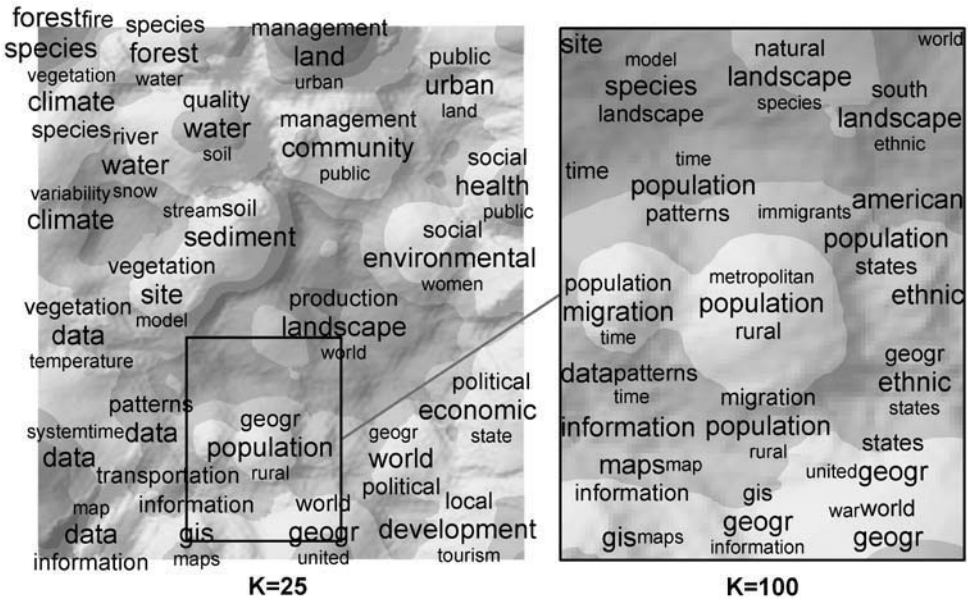 forestfire
species
vegetation
climate
species
species
forest
water
management
land
urban
public
urban
land
quality
water
soil
management
community
public
river
water
variability snow
climate
social
health
public
streamsoil
sediment
social
environmental
women
vegetation
site
model
vegetation
data
temperature
production
landscape
world
political
economic
state
patterns
systemtimedata
data
transportation
geogr
population
rural
geogr
world
political
map
data
information
information
gis
maps
world
geogr
united
local
development
tourism
K=25
site
model
species
landscape
natural
landscape
species
world
south
landscape
ethnic
time
time
population
patterns
immigrants
american
population
states
ethnic
population
migration
time
metropolitan
population
rural
geogr
ethnic
states
datapatterns
time
information
migration
population
rural
states
unitedgeogr
mapsmap
information
gis
geogr
information
warworld
geogr
gismaps
K=100